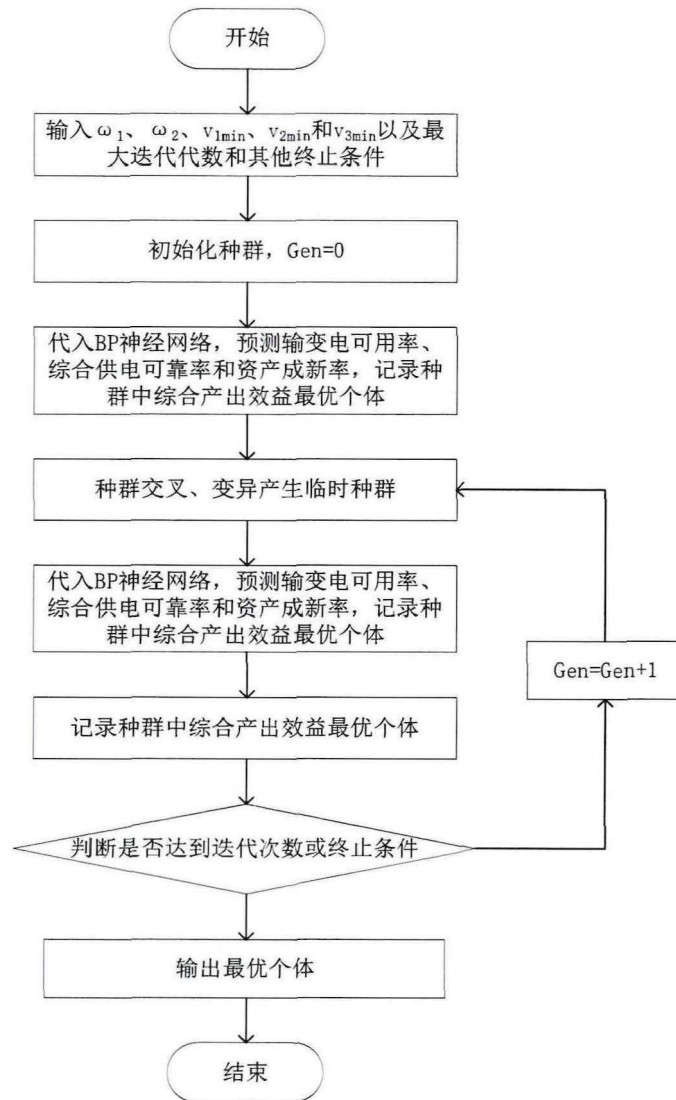 开始
输入ω₁、ω₂、v₁ₘᵢₙ、v₂ₘᵢₙ和v₃ₘᵢₙ以及最
大迭代代数和其他终止条件
初始化种群，Gen=0
代入BP神经网络，预测输变电可用率、
综合供电可靠率和资产成新率，记录种
群中综合产出效益最优个体
种群交叉、变异产生临时种群
代入BP神经网络，预测输变电可用率、
综合供电可靠率和资产成新率，记录种
群中综合产出效益最优个体
Gen=Gen+1
记录种群中综合产出效益最优个体
判断是否达到迭代次数或终止条件
输出最优个体
结束